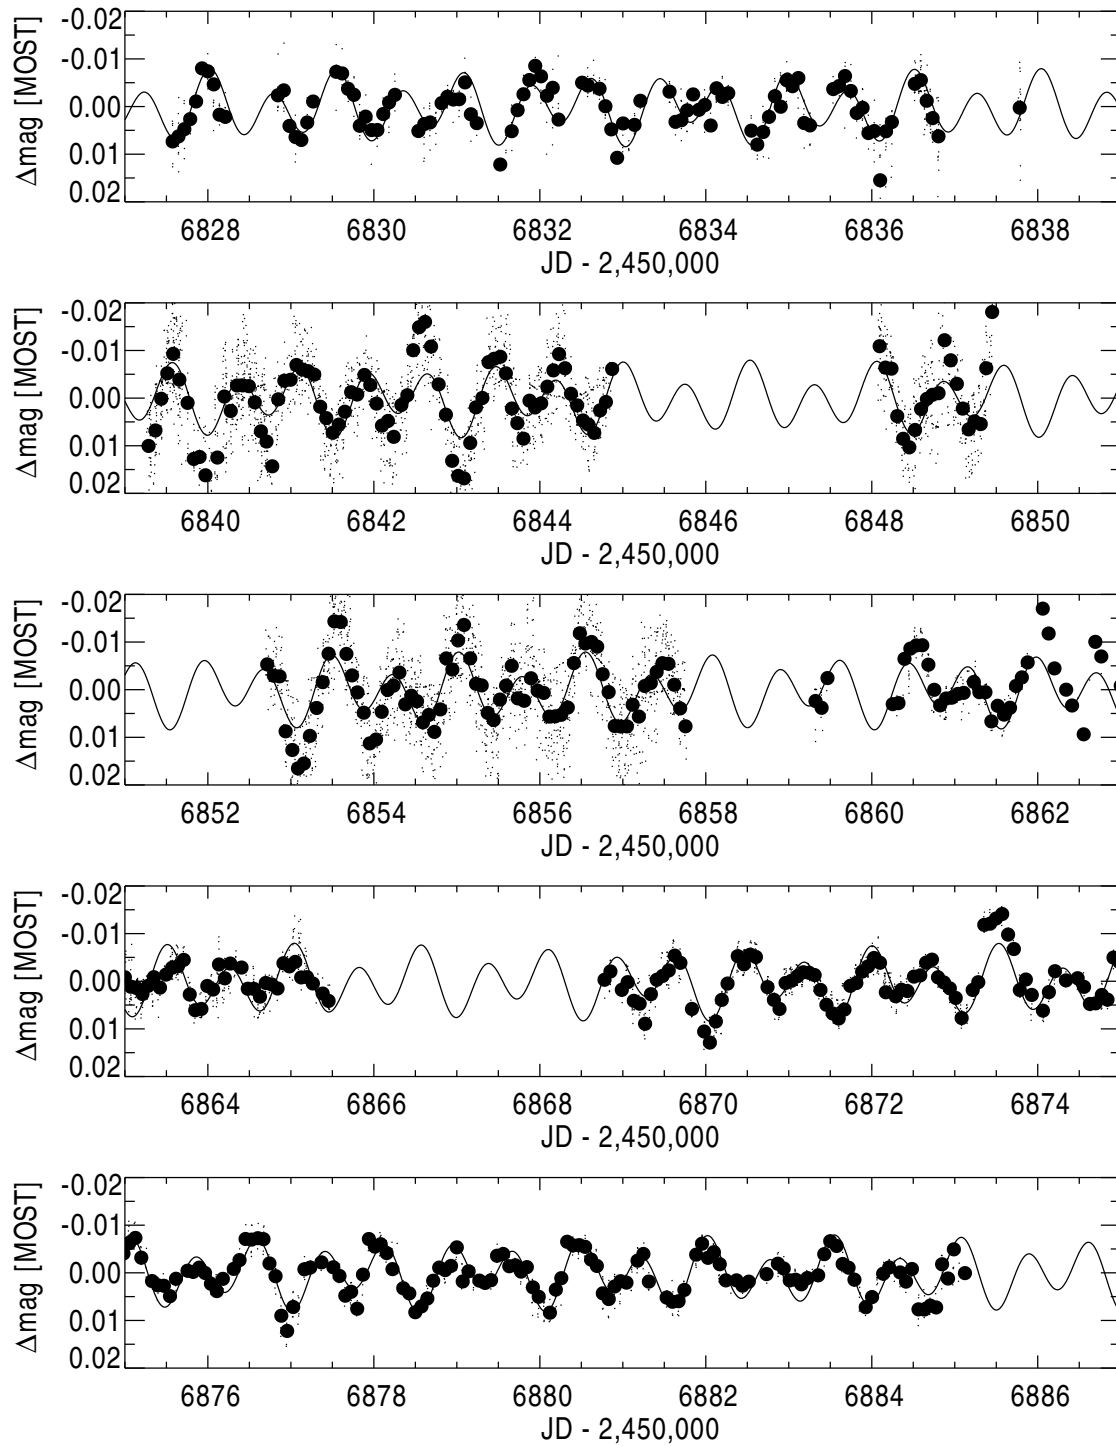 -0.02
-0.01
0.00
0.01
0.02
Δmag [MOST]
6828 6830 6832 6834 6836 6838
JD - 2,450,000
-0.02
-0.01
0.00
0.01
0.02
Δmag [MOST]
6840 6842 6844 6846 6848 6850
JD - 2,450,000
-0.02
-0.01
0.00
0.01
0.02
Δmag [MOST]
6852 6854 6856 6858 6860 6862
JD - 2,450,000
-0.02
-0.01
0.00
0.01
0.02
Δmag [MOST]
6864 6866 6868 6870 6872 6874
JD - 2,450,000
-0.02
-0.01
0.00
0.01
0.02
Δmag [MOST]
6876 6878 6880 6882 6884 6886
JD - 2,450,000